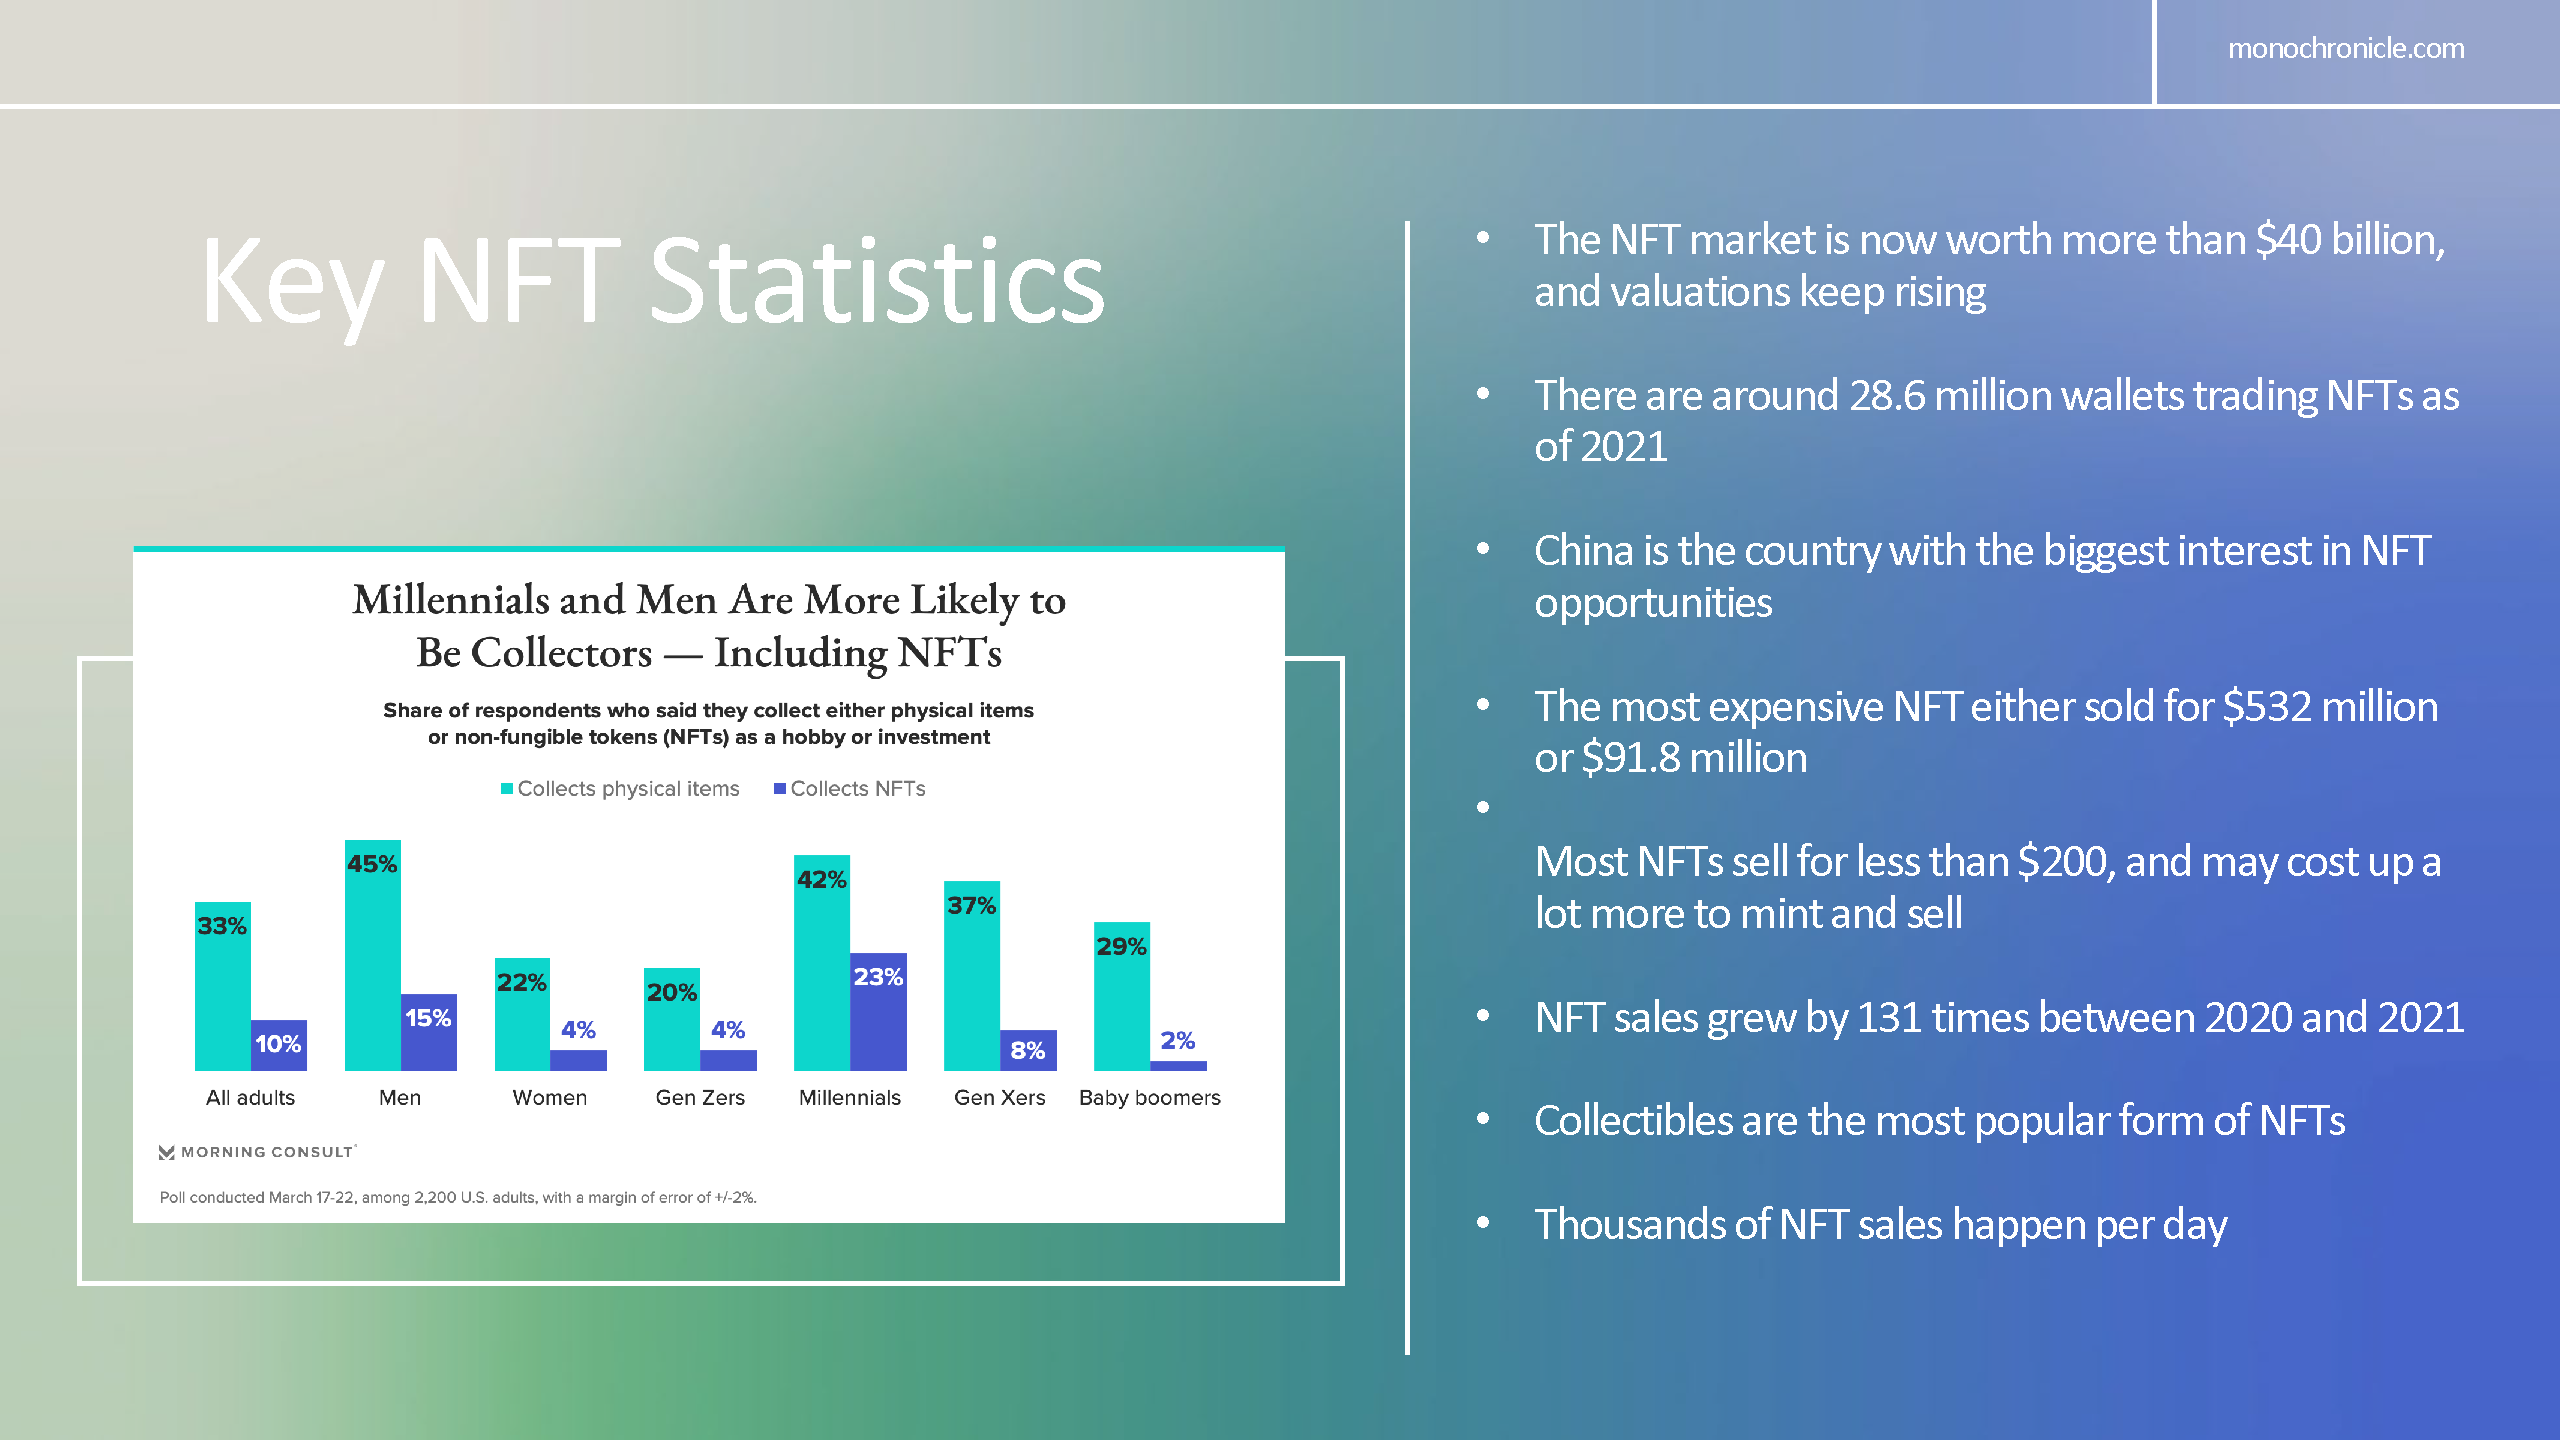 monochronicle.com
Key NFT Statistics
Millennials and Men Are More Likely to
Be Collectors — Including NFTs
Share of respondents who said they collect either physical items
or non-fungible tokens (NFTs) as a hobby or investment
Collects physical items Collects NFTs
33% 10% 45% 15% 22% 4% 20% 4% 42% 23% 37% 8% 29% 2%
All adults Men Women Gen Zers Millennials Gen Xers Baby boomers
MORNING CONSULT
Poll conducted March 17-22, among 2,200 U.S. adults, with a margin of error of +/-2%.
• The NFT market is now worth more than $40 billion,
and valuations keep rising
• There are around 28.6 million wallets trading NFTs as
of 2021
• China is the country with the biggest interest in NFT
opportunities
• The most expensive NFT either sold for $532 million
or $91.8 million
•
Most NFTs sell for less than $200, and may cost up a
lot more to mint and sell
• NFT sales grew by 131 times between 2020 and 2021
• Collectibles are the most popular form of NFTs
• Thousands of NFT sales happen per day